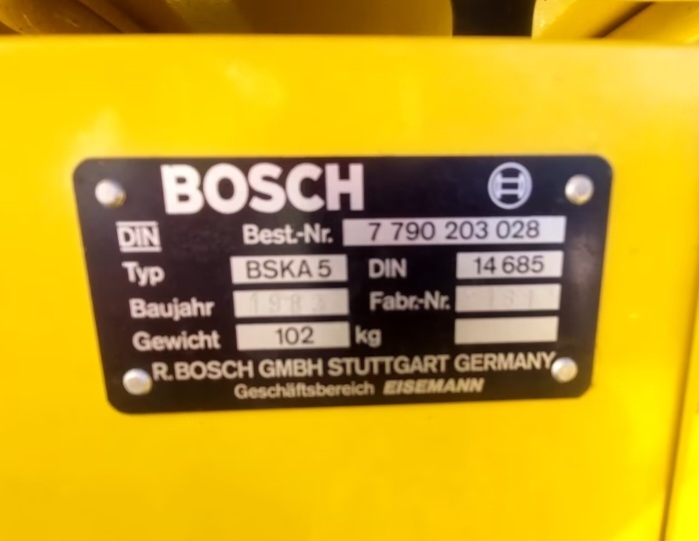 BOSCH
DIN Best.-Nr. 7 790 203 028
Typ BSKA 5 DIN 14 685
Baujahr Fabr.-Nr.
Gewicht 102 kg
R. BOSCH GMBH STUTTGART GERMANY
Geschäftsbereich EISEMANN